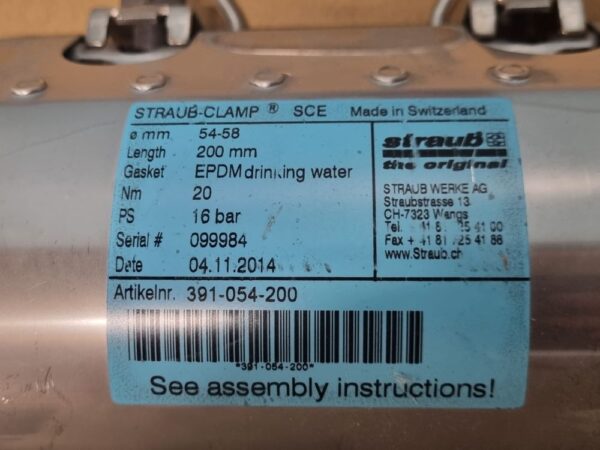 STRAUB-CLAMP ® SCE Made in Switzerland
ø mm 54-58
Length 200 mm
Gasket EPDM drinking water
Nm 20
PS 16 bar
Serial # 099984
Date 04.11.2014
straub
the original
STRAUB WERKE AG
Straubstrasse 13
CH-7323 Wangs
Tel.
Fax +
www.Straub.ch
Artikelnr. 391-054-200
*391-054-200*
See assembly instructions!